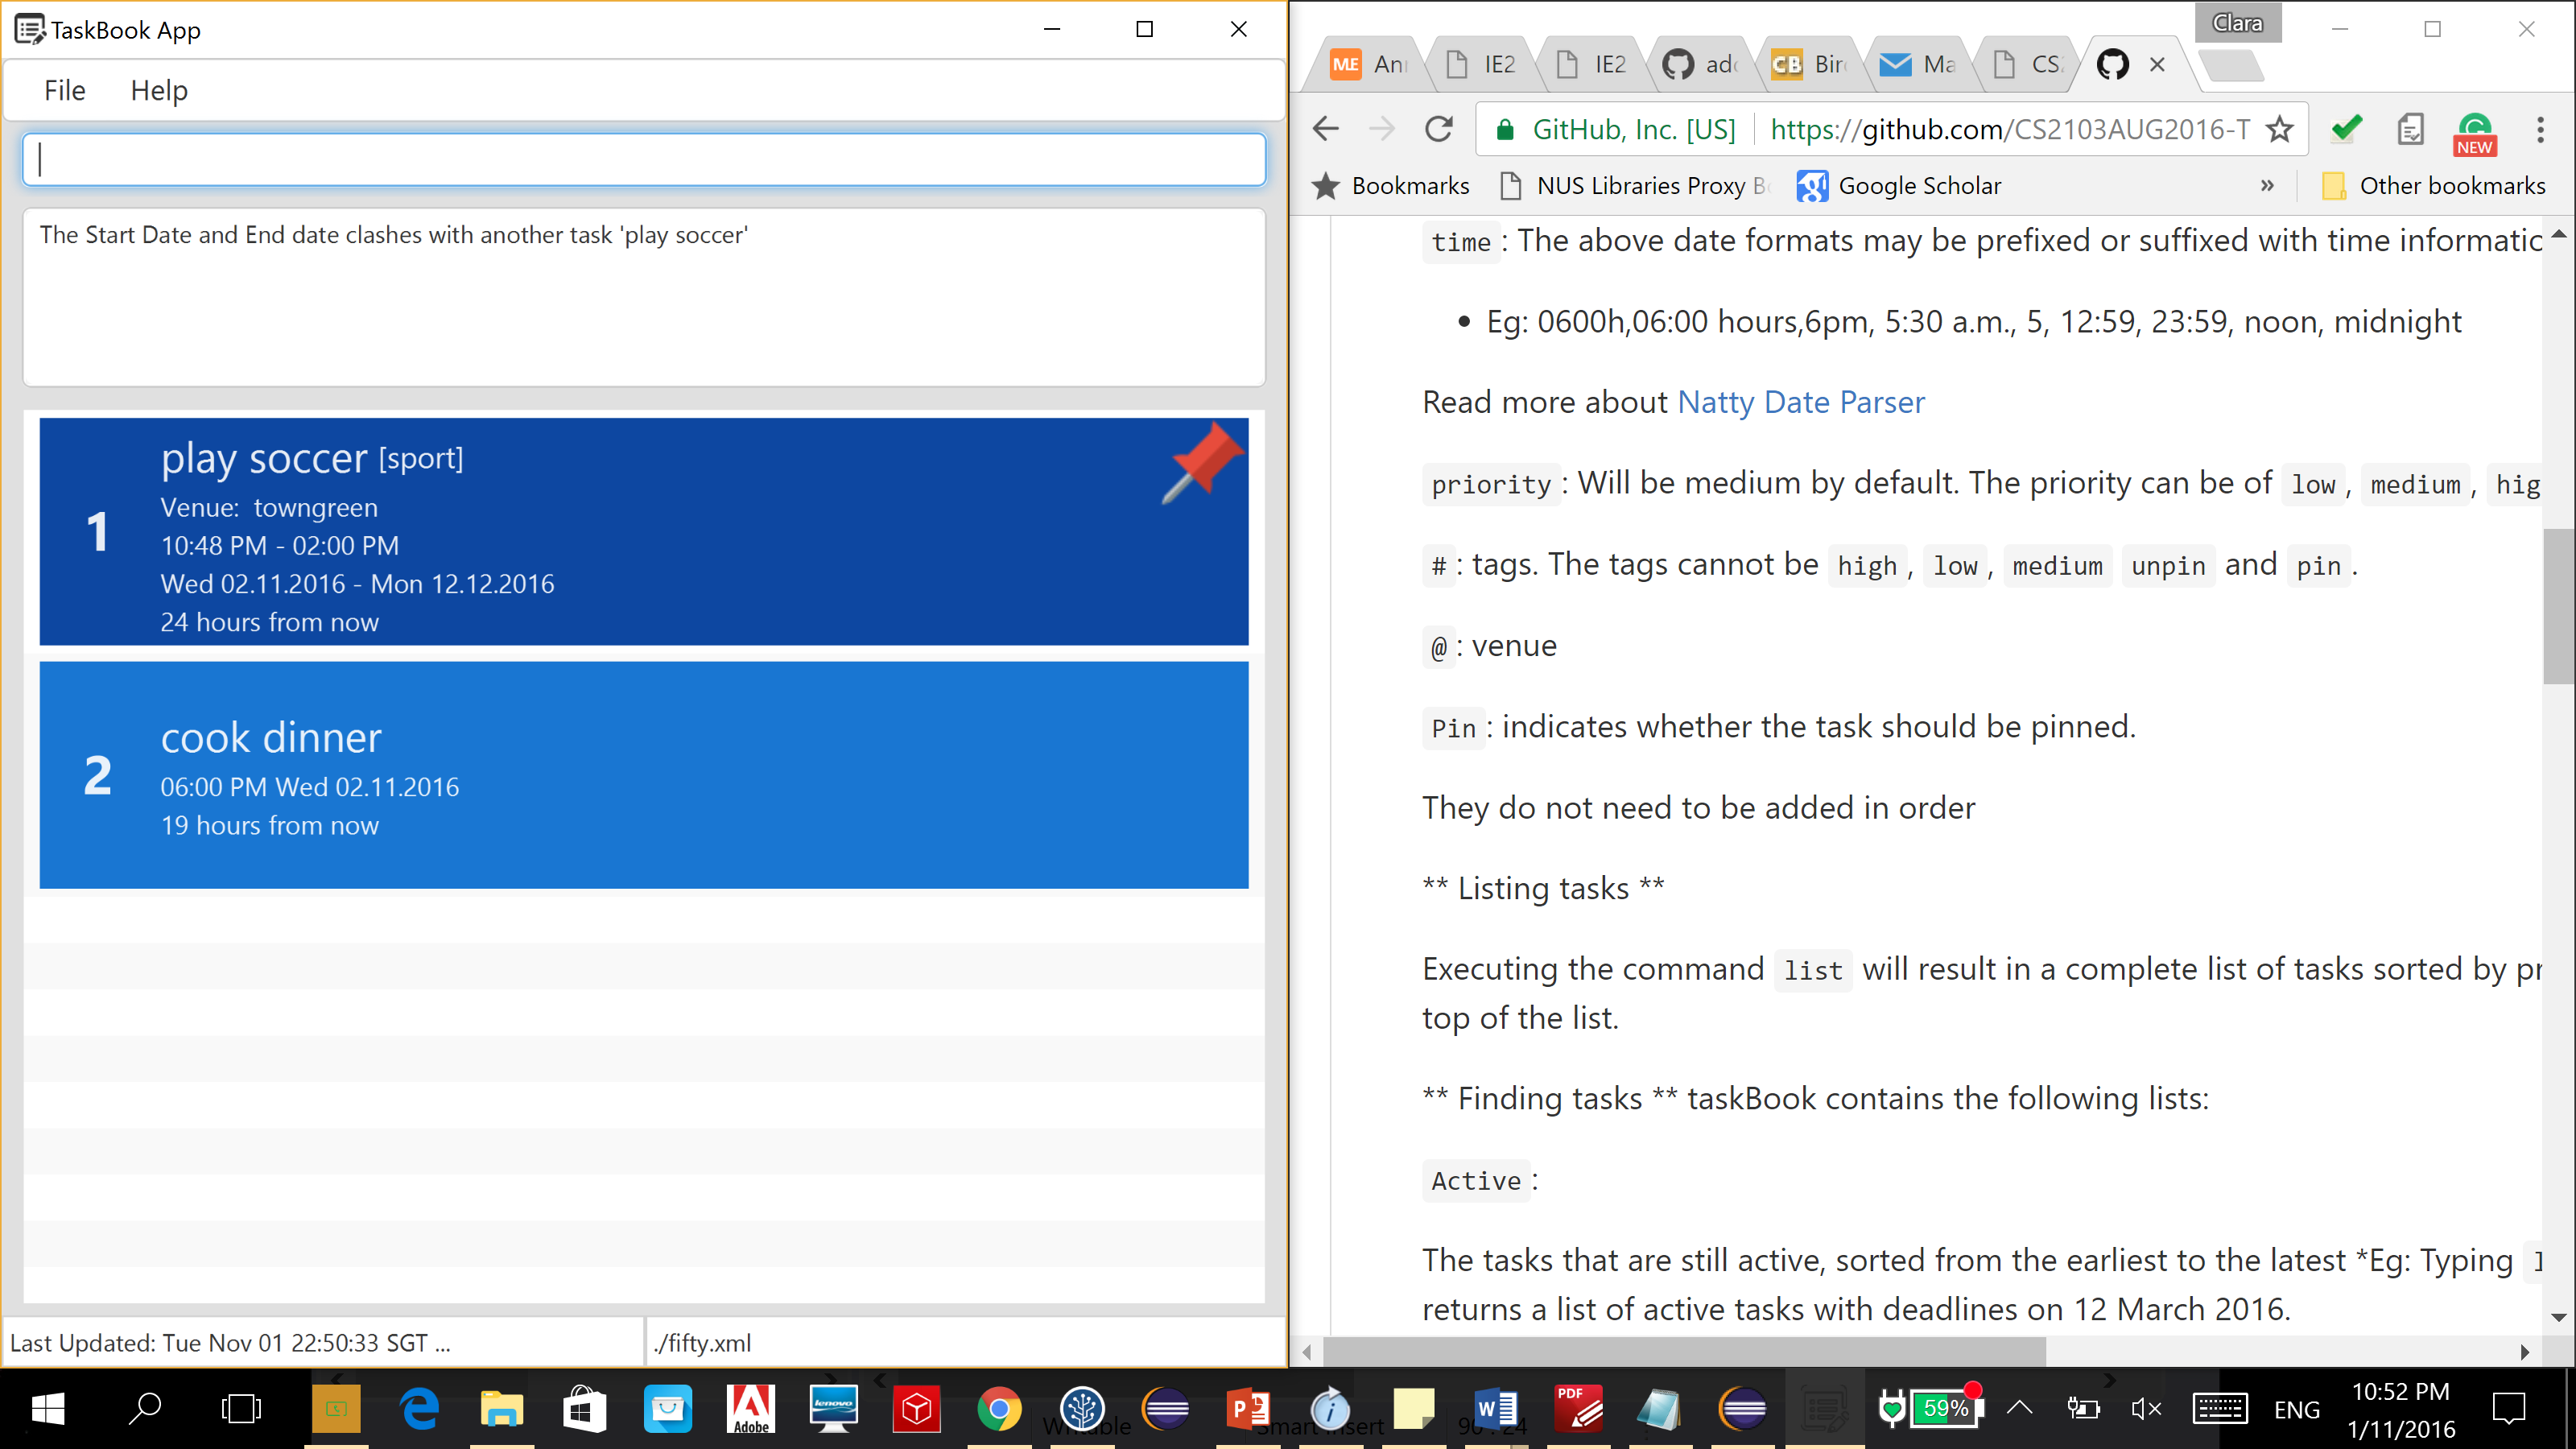 TaskBook App
File Help
The Start Date and End date clashes with another task 'play soccer'
1
play soccer [sport]
Venue: towngreen
10:48 PM - 02:00 PM
Wed 02.11.2016 - Mon 12.12.2016
24 hours from now
2
cook dinner
06:00 PM Wed 02.11.2016
19 hours from now
Last Updated: Tue Nov 01 22:50:33 SGT ...
./fifty.xml
Clara
ME An IE2 IE2 CB Ma CS
GitHub, Inc. [US] https://github.com/CS2103AUG2016-T
NEW
Bookmarks NUS Libraries Proxy Google Scholar » Other bookmarks
time : The above date formats may be prefixed or suffixed with time informatic
• Eg: 0600h,06:00 hours,6pm, 5:30 a.m., 5, 12:59, 23:59, noon, midnight
Read more about Natty Date Parser
priority : Will be medium by default. The priority can be of low , medium , hig
# : tags. The tags cannot be high , low , medium unpin and pin .
@ : venue
Pin : indicates whether the task should be pinned.
They do not need to be added in order
** Listing tasks **
Executing the command list will result in a complete list of tasks sorted by pr
top of the list.
** Finding tasks ** taskBook contains the following lists:
Active :
The tasks that are still active, sorted from the earliest to the latest *Eg: Typing
returns a list of active tasks with deadlines on 12 March 2016.
Adobe lenovo PDF 59% ENG
10:52 PM
1/11/2016